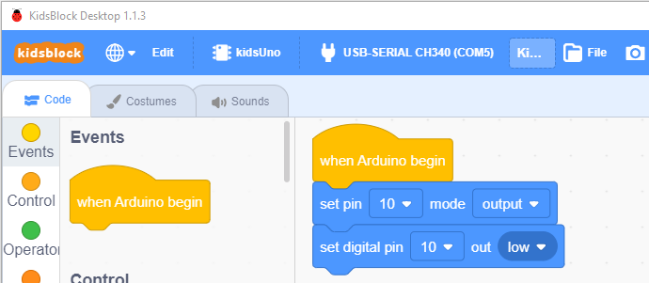 KidsBlock Desktop 1.1.3
kidsblock Edit kidsUno USB-SERIAL CH340 (COM5) Ki... File
Code Costumes Sounds
Events
Control
Operator
Events
when Arduino begin
Control
when Arduino begin
set pin 10 mode output
set digital pin 10 out low